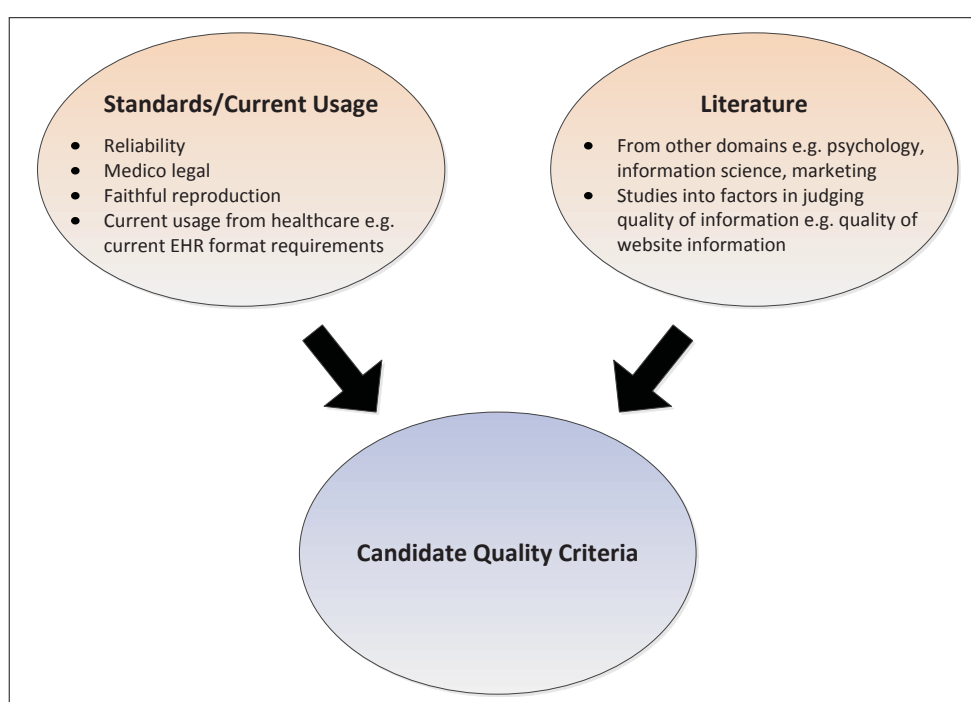 Standards/Current Usage
• Reliability
• Medico legal
• Faithful reproduction
• Current usage from healthcare e.g.
current EHR format requirements
Literature
• From other domains e.g. psychology,
information science, marketing
• Studies into factors in judging
quality of information e.g. quality of
website information
Candidate Quality Criteria